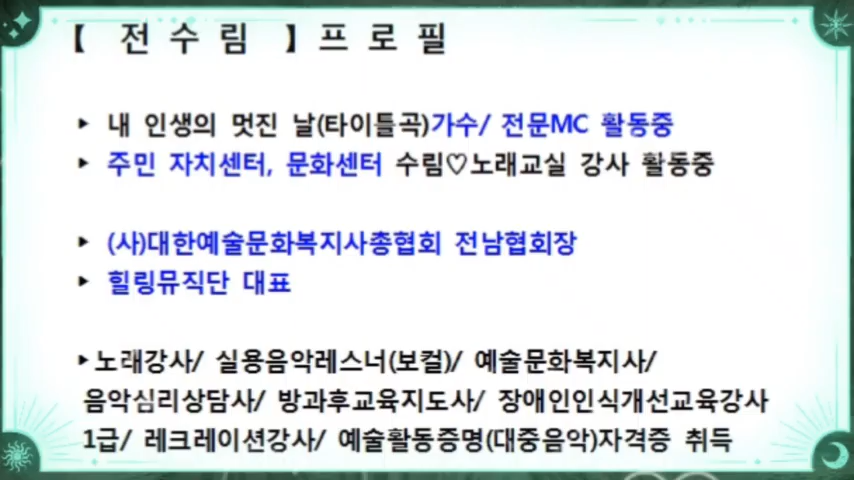 【 전 수 림 】 프 로 필
▶ 내 인생의 멋진 날(타이틀곡)가수/ 전문MC 활동중
▶ 주민 자치센터, 문화센터 수림♡노래교실 강사 활동중
▶ (사)대한예술문화복지사총협회 전남협회장
▶ 힐링뮤직단 대표
▶노래강사/ 실용음악레스너(보컬)/ 예술문화복지사/
음악심리상담사/ 방과후교육지도사/ 장애인인식개선교육강사
1급/ 레크레이션강사/ 예술활동증명(대중음악)자격증 취득